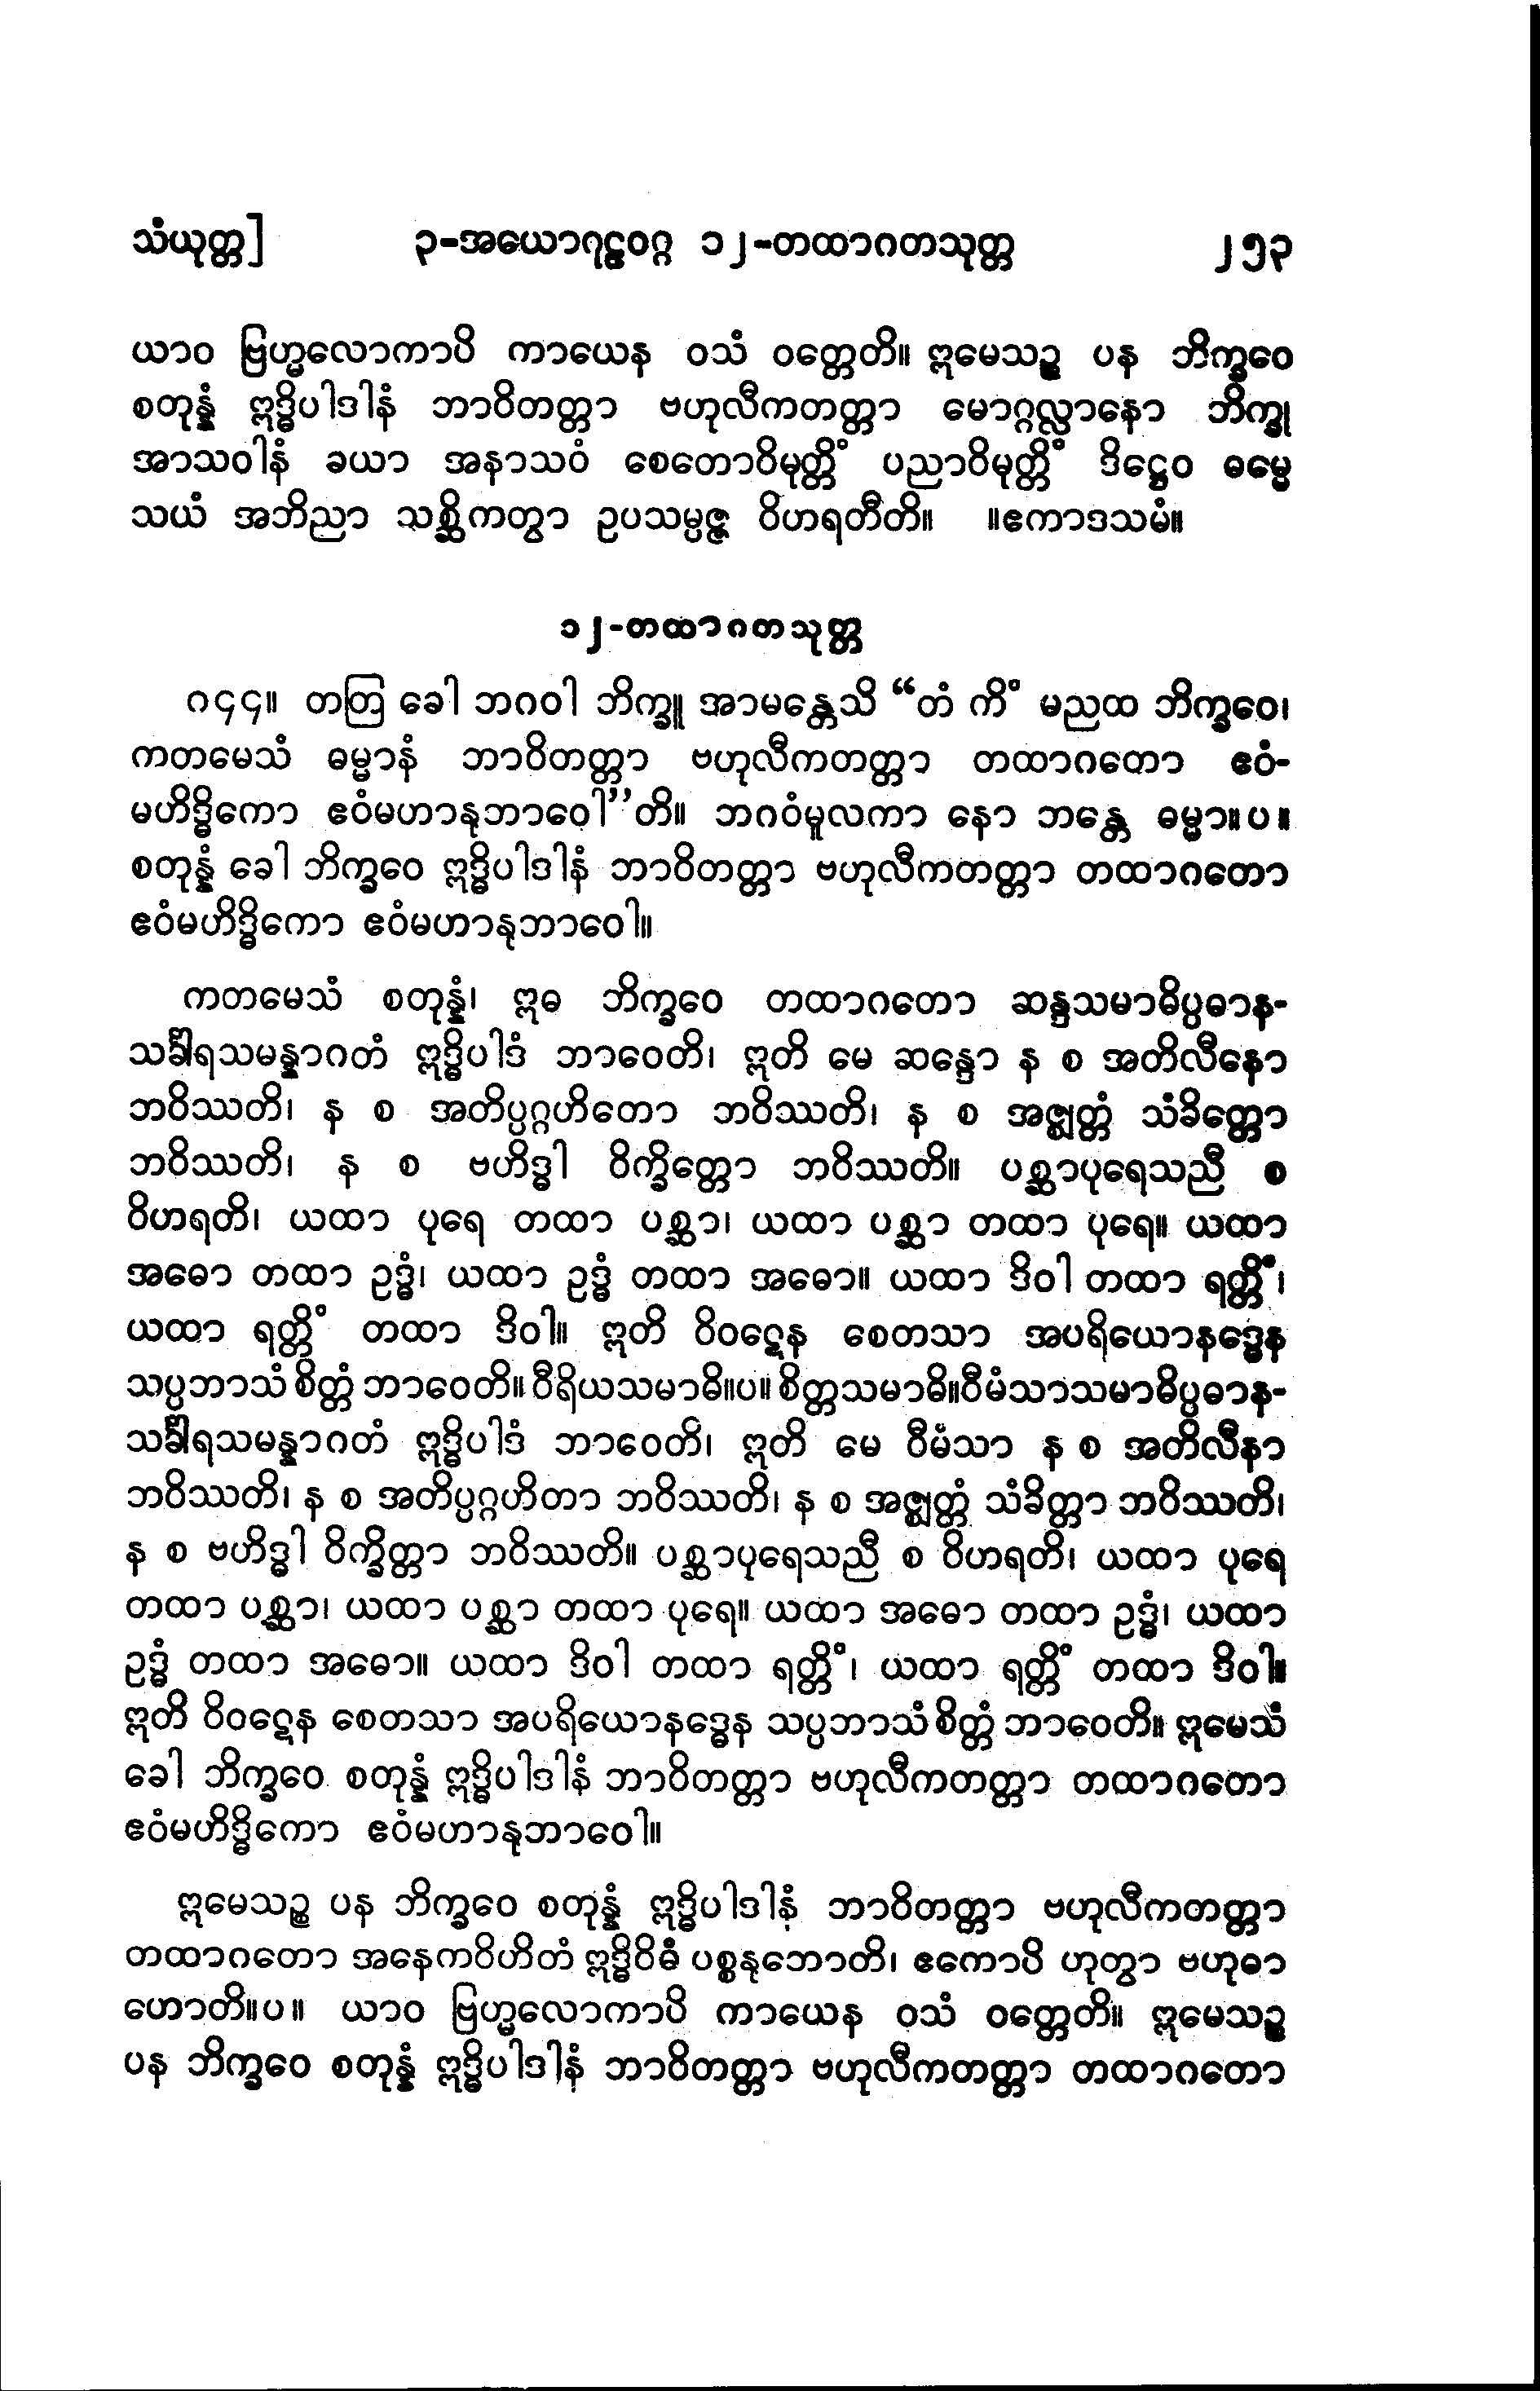 သံယုတ္တ] ၃-အယောဂုဠဝဂ္ဂ ၁၂-တထာဂတသုတ္တ ၂၅၃
ယာဝ ဗြဟ္မလောကာပိ ကာယေန ဝသံ ဝတ္တေတိ။ ဣမေသဉ္စ ပန ဘိက္ခဝေ
စတုန္နံ ဣဒ္ဓိပါဒါနံ ဘာဝိတတ္တာ ဗဟုလီကတတ္တာ မောဂ္ဂလ္လာနော ဘိက္ခု
အာသဝါနံ ခယာ အနာသဝံ စေတောဝိမုတ္တိံ ပညာဝိမုတ္တိံ ဒိဋ္ဌေဝ ဓမ္မေ
သယံ အဘိညာ သစ္ဆိကတွာ ဥပသမ္ပဇ္ဇ ဝိဟရတီတိ။ ။ဧကာဒသမံ။
၁၂-တထာဂတသုတ္တ
၈၄၄။ တတြ ခေါ ဘဂဝါ ဘိက္ခူ အာမန္တေသိ “တံ ကိံ မညထ ဘိက္ခဝေ၊
ကတမေသံ ဓမ္မာနံ ဘာဝိတတ္တာ ဗဟုလီကတတ္တာ တထာဂတော ဧဝံ-
မဟိဒ္ဓိကော ဧဝံမဟာနုဘာဝေါ”တိ။ ဘဂဝံမူလကာ နော ဘန္တေ ဓမ္မာ။ပ။
စတုန္နံ ခေါ ဘိက္ခဝေ ဣဒ္ဓိပါဒါနံ ဘာဝိတတ္တာ ဗဟုလီကတတ္တာ တထာဂတော
ဧဝံမဟိဒ္ဓိကော ဧဝံမဟာနုဘာဝေါ။
ကတမေသံ စတုန္နံ၊ ဣဓ ဘိက္ခဝေ တထာဂတော ဆန္ဒသမာဓိပ္ပဓာန-
သင်္ခါရသမန္နာဂတံ ဣဒ္ဓိပါဒံ ဘာဝေတိ၊ ဣတိ မေ ဆန္ဒော န စ အတိလီနော
ဘဝိဿတိ၊ န စ အတိပ္ပဂ္ဂဟိတော ဘဝိဿတိ၊ န စ အဇ္ဈတ္တံ သံခိတ္တော
ဘဝိဿတိ၊ န စ ဗဟိဒ္ဓါ ဝိက္ခိတ္တော ဘဝိဿတိ။ ပစ္ဆာပုရေသညီ စ
ဝိဟရတိ၊ ယထာ ပုရေ တထာ ပစ္ဆာ၊ ယထာ ပစ္ဆာ တထာ ပုရေ။ ယထာ
အဓော တထာ ဥဒ္ဓံ၊ ယထာ ဥဒ္ဓံ တထာ အဓော။ ယထာ ဒိဝါ တထာ ရတ္တိံ၊
ယထာ ရတ္တိံ တထာ ဒိဝါ။ ဣတိ ဝိဝဋေန စေတသာ အပရိယောနဒ္ဓေန
သပ္ပဘာသံ စိတ္တံ ဘာဝေတိ။ ဝီရိယသမာဓိ။ပ။ စိတ္တသမာဓိ။ဝီမံသာသမာဓိပ္ပဓာန-
သင်္ခါရသမန္နာဂတံ ဣဒ္ဓိပါဒံ ဘာဝေတိ၊ ဣတိ မေ ဝီမံသာ န စ အတိလီနာ
ဘဝိဿတိ၊ န စ အတိပ္ပဂ္ဂဟိတာ ဘဝိဿတိ၊ န စ အဇ္ဈတ္တံ သံခိတ္တာ ဘဝိဿတိ၊
န စ ဗဟိဒ္ဓါ ဝိက္ခိတ္တာ ဘဝိဿတိ။ ပစ္ဆာပုရေသညီ စ ဝိဟရတိ၊ ယထာ ပုရေ
တထာ ပစ္ဆာ၊ ယထာ ပစ္ဆာ တထာ ပုရေ။ ယထာ အဓော တထာ ဥဒ္ဓံ၊ ယထာ
ဥဒ္ဓံ တထာ အဓော။ ယထာ ဒိဝါ တထာ ရတ္တိံ၊ ယထာ ရတ္တိံ တထာ ဒိဝါ။
ဣတိ ဝိဝဋေန စေတသာ အပရိယောနဒ္ဓေန သပ္ပဘာသံ စိတ္တံ ဘာဝေတိ။ ဣမေသံ
ခေါ ဘိက္ခဝေ စတုန္နံ ဣဒ္ဓိပါဒါနံ ဘာဝိတတ္တာ ဗဟုလီကတတ္တာ တထာဂတော
ဧဝံမဟိဒ္ဓိကော ဧဝံမဟာနုဘာဝေါ။
ဣမေသဉ္စ ပန ဘိက္ခဝေ စတုန္နံ ဣဒ္ဓိပါဒါနံ ဘာဝိတတ္တာ ဗဟုလီကတတ္တာ
တထာဂတော အနေကဝိဟိတံ ဣဒ္ဓိဝိဓံ ပစ္စနုဘောတိ၊ ဧကောပိ ဟုတွာ ဗဟုဓာ
ဟောတိ။ပ။ ယာဝ ဗြဟ္မလောကာပိ ကာယေန ဝသံ ဝတ္တေတိ။ ဣမေသဉ္စ
ပန ဘိက္ခဝေ စတုန္နံ ဣဒ္ဓိပါဒါနံ ဘာဝိတတ္တာ ဗဟုလီကတတ္တာ တထာဂတော